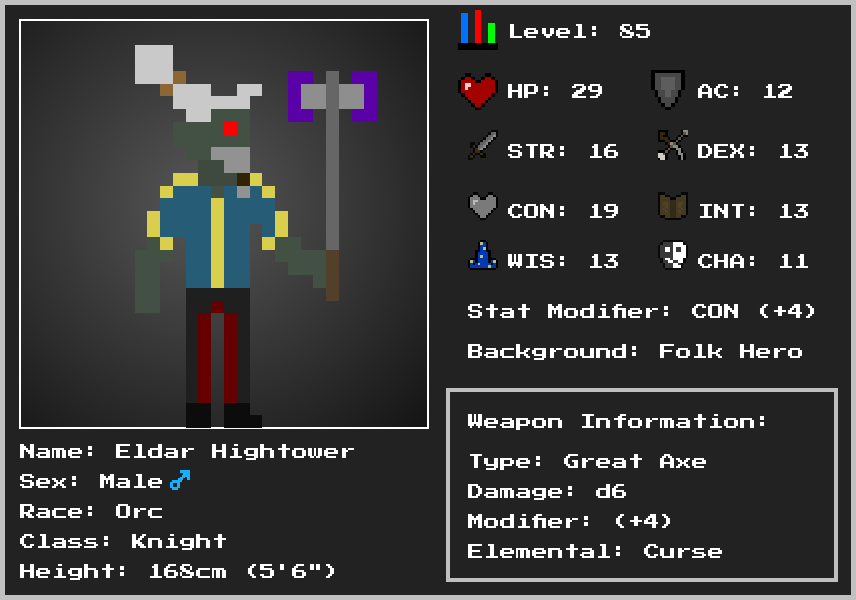 Level: 85
HP: 29 AC: 12
STR: 16 DEX: 13
CON: 19 INT: 13
WIS: 13 CHA: 11
Stat Modifier: CON (+4)
Background: Folk Hero
Weapon Information:
Type: Great Axe
Damage: d6
Modifier: (+4)
Elemental: Curse
Name: Eldar Hightower
Sex: Male♂
Race: Orc
Class: Knight
Height: 168cm (5'6")